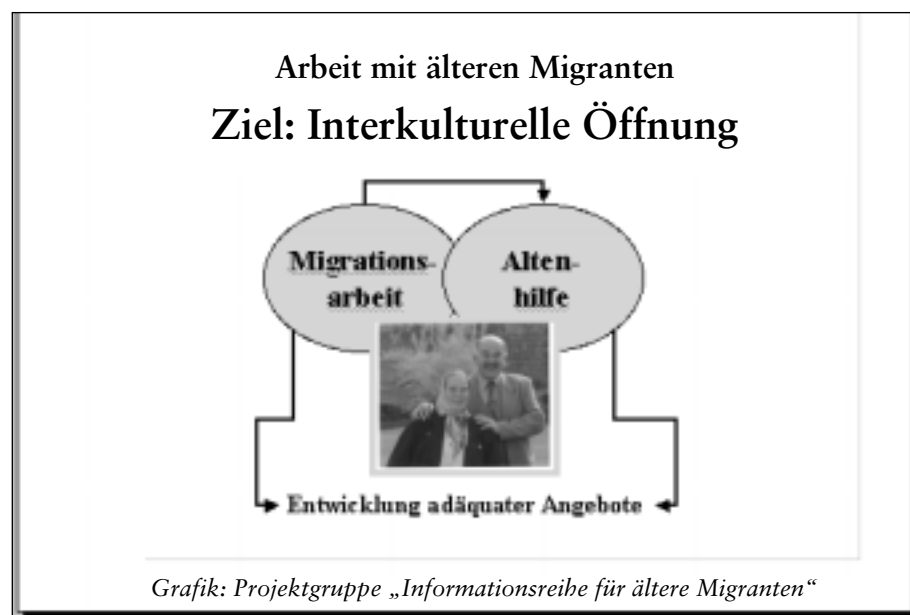 Arbeit mit älteren Migranten
Ziel: Interkulturelle Öffnung
Migrations-
arbeit
Alten-
hilfe
Entwicklung adäquater Angebote
Grafik: Projektgruppe „Informationsreihe für ältere Migranten“